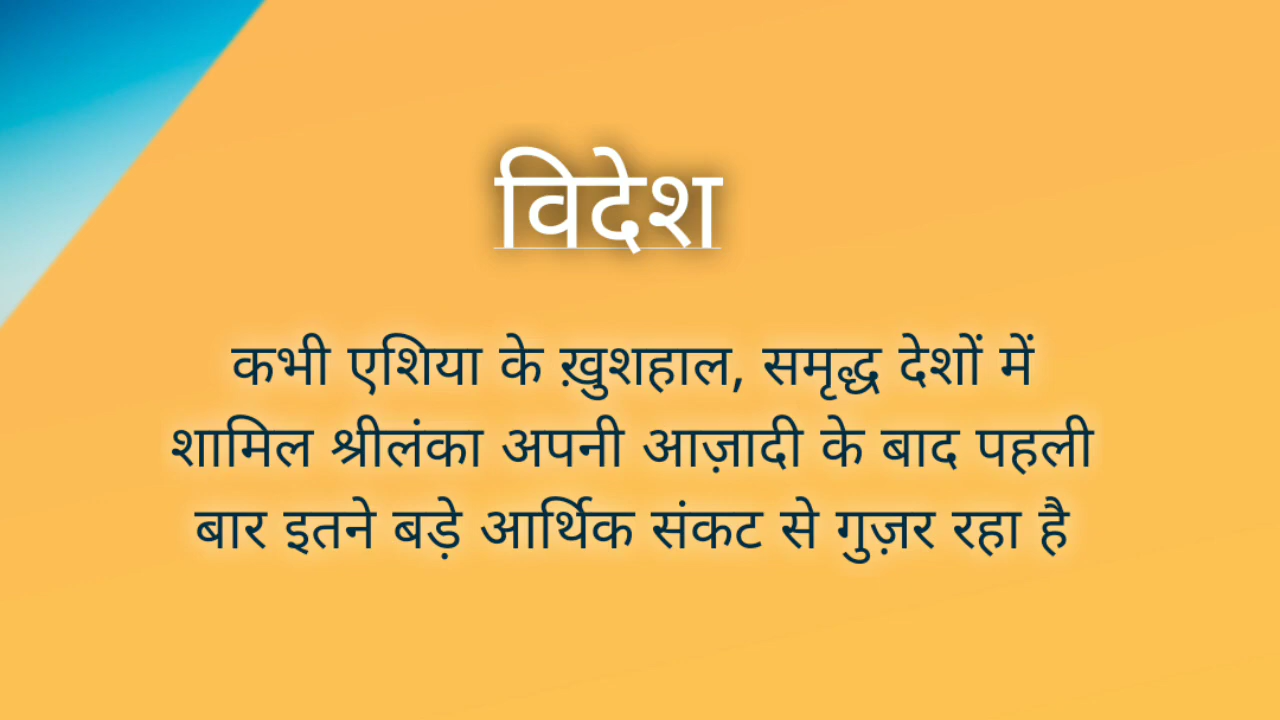 विदेश
कभी एशिया के ख़ुशहाल, समृद्ध देशों में
शामिल श्रीलंका अपनी आज़ादी के बाद पहली
बार इतने बड़े आर्थिक संकट से गुज़र रहा है